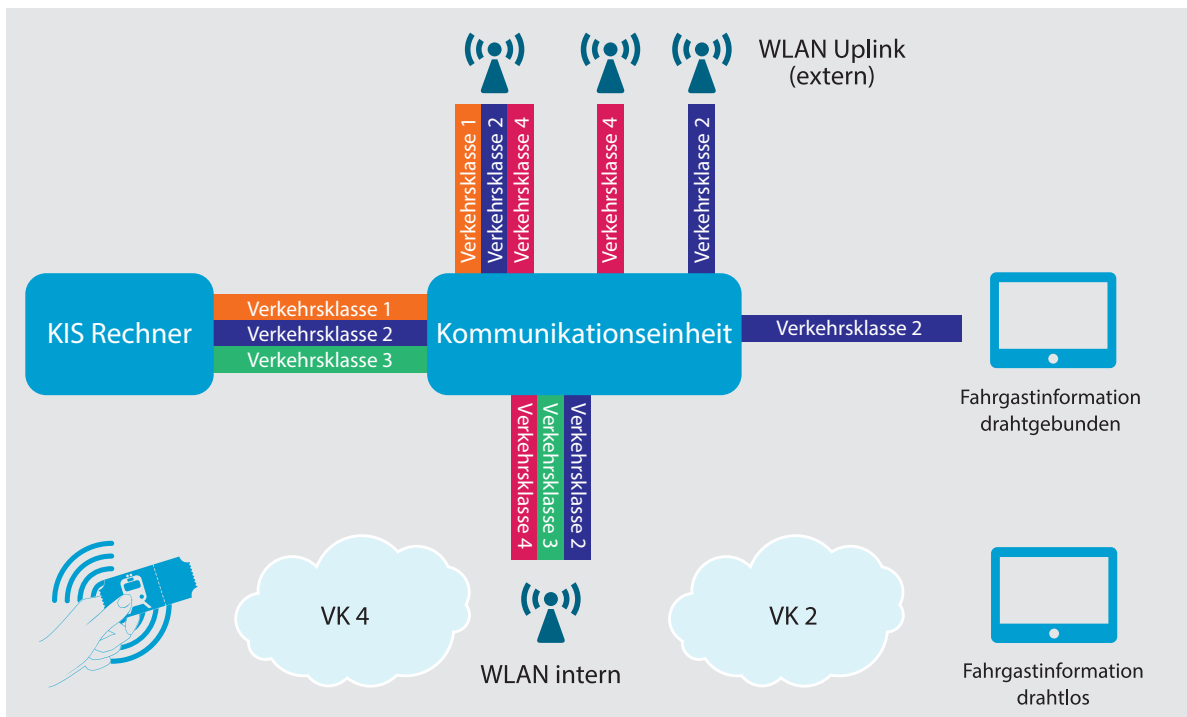 WLAN Uplink
(extern)
Verkehrsklasse 1
Verkehrsklasse 2
Verkehrsklasse 4
Verkehrsklasse 4
Verkehrsklasse 2
KIS Rechner
Verkehrsklasse 1
Verkehrsklasse 2
Verkehrsklasse 3
Kommunikationseinheit
Verkehrsklasse 2
Fahrgastinformation
drahtgebunden
Verkehrsklasse 4
Verkehrsklasse 3
Verkehrsklasse 2
VK 4
WLAN intern
VK 2
Fahrgastinformation
drahtlos